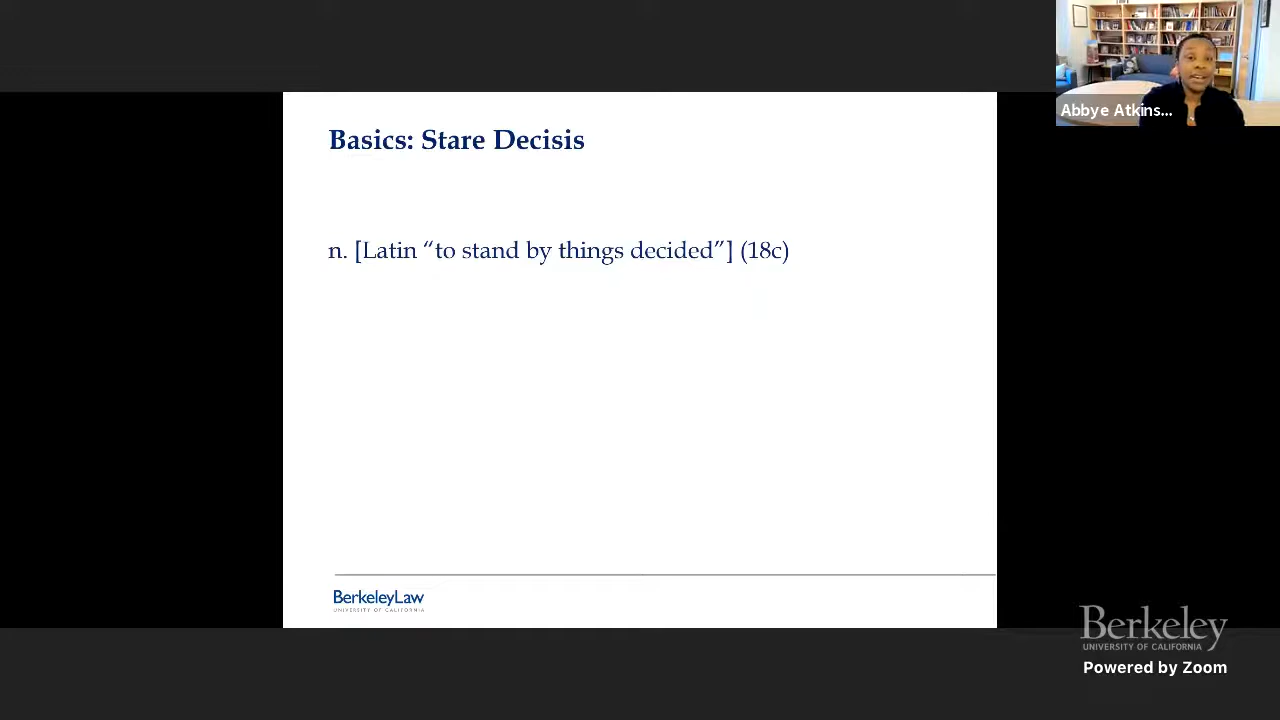 Abbye Atkins...
Basics: Stare Decisis
n. [Latin “to stand by things decided”] (18c)
BerkeleyLaw
UNIVERSITY OF CALIFORNIA
Berkeley
UNIVERSITY OF CALIFORNIA
Powered by Zoom